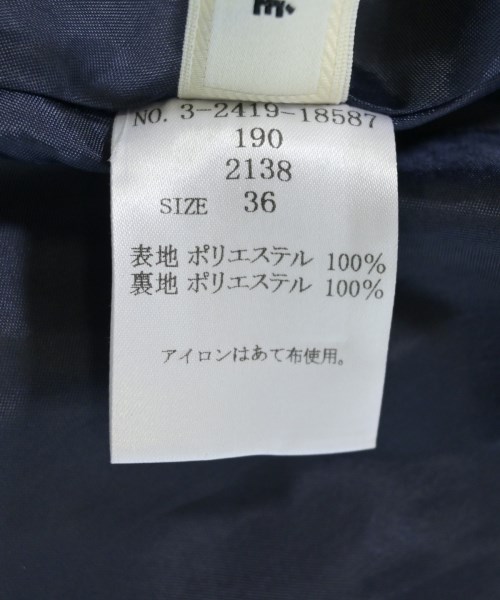 NO. 3-2419-18587
190
2138
SIZE 36
表地 ポリエステル 100%
裏地 ポリエステル 100%
アイロンはあて布使用。